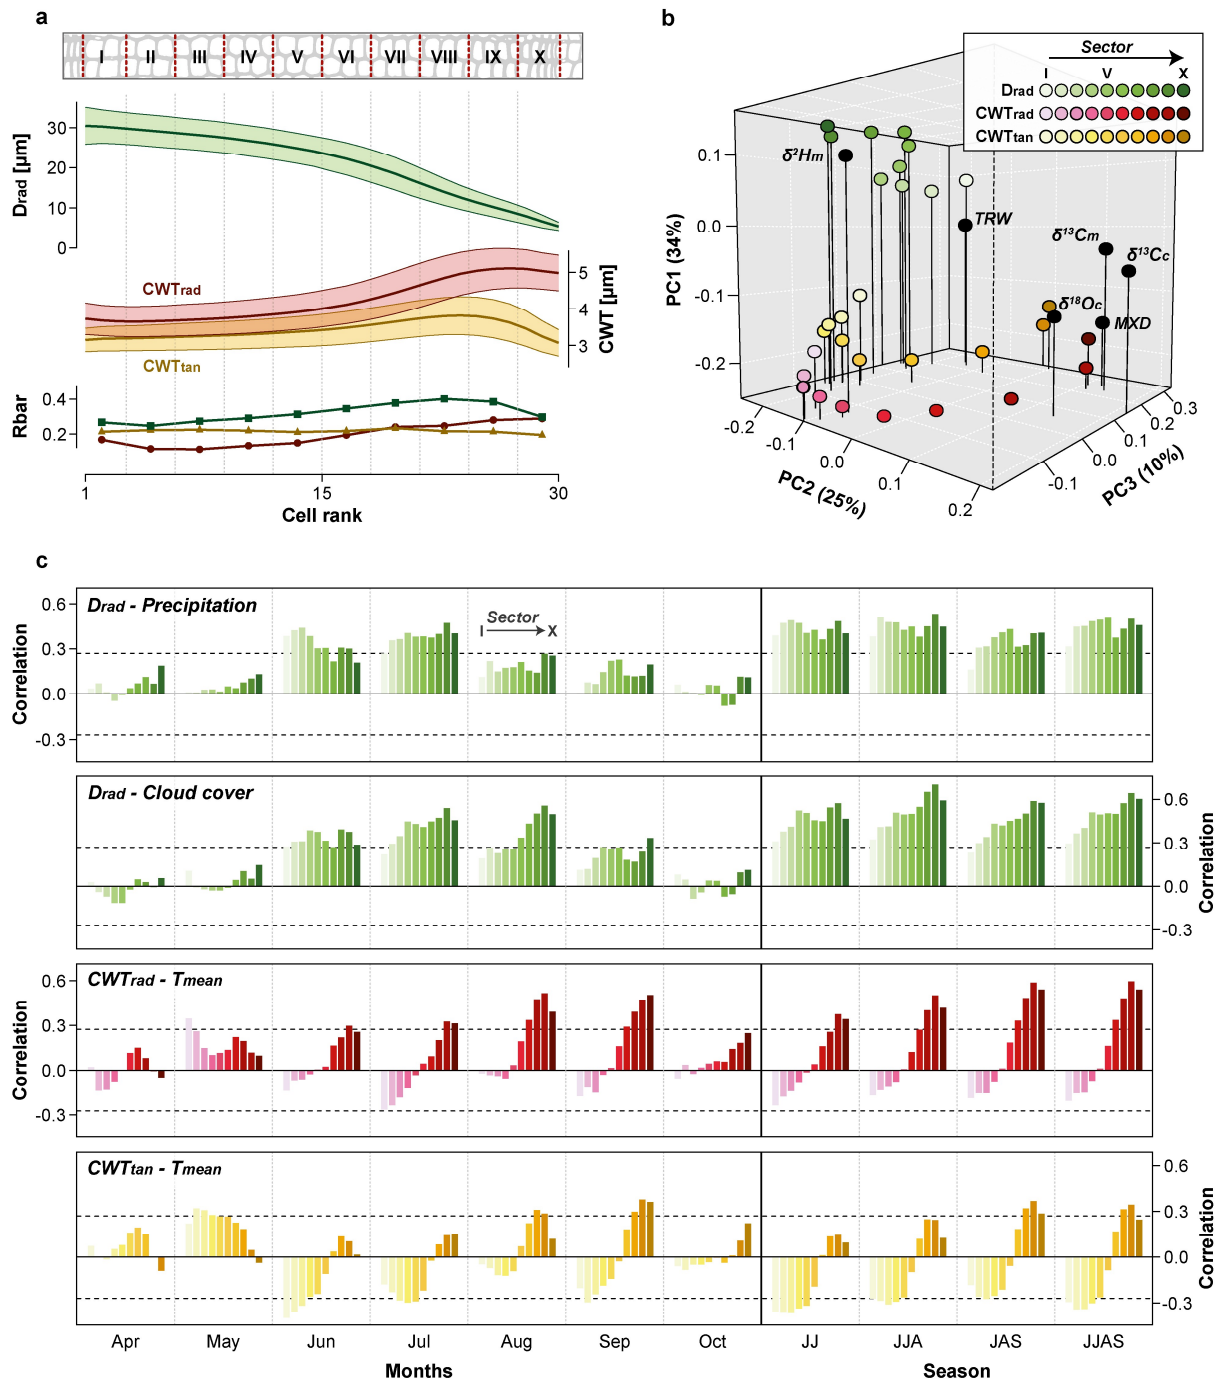 a
I II III IV V VI VII VIII IX X
Drad [µm]
30
20
10
0
CWTrad
CWTtan
5
4
3
CWT [µm]
Rbar
0.4
0.2
1 15 30
Cell rank
b
Sector
I V X
Drad
CWTrad
CWTtan
PC1 (34%)
0.1
0.0
-0.1
-0.2
δ²Hm
TRW
δ¹³Cm
δ¹³Cc
δ¹⁸Oc
MXD
-0.2
-0.1
0.0
0.1
0.2
PC2 (25%)
-0.1
0.0
0.1
0.2
0.3
PC3 (10%)
c
Drad - Precipitation
Sector
I X
Correlation
0.6
0.3
0.0
-0.3
Drad - Cloud cover
0.6
0.3
0.0
-0.3
Correlation
CWTrad - Tmean
Correlation
0.6
0.3
0.0
-0.3
CWTtan - Tmean
0.6
0.3
0.0
-0.3
Correlation
Apr May Jun Jul Aug Sep Oct JJ JJA JAS JJAS
Months Season